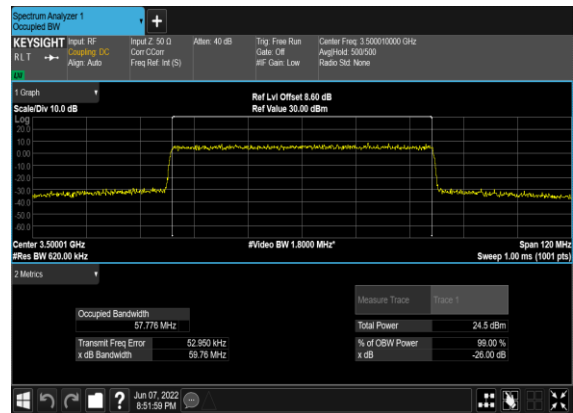 Spectrum Analyzer 1
Occupied BW
+
KEYSIGHT
RLT
LW
Input: RF
Coupling: DC
Align: Auto
Input Z: 50 Ω
Corr CCorr
Freq Ref: Int (S)
Atten: 40 dB
Trig: Free Run
Gate: Off
#IF Gain: Low
Center Freq: 3.500010000 GHz
Avg|Hold: 500/500
Radio Std: None
1 Graph
Scale/Div 10.0 dB
Ref Lvl Offset 8.60 dB
Ref Value 30.00 dBm
Log
20.0
10.0
0.00
-10.0
-20.0
-30.0
-40.0
-50.0
-60.0
Center 3.50001 GHz
#Res BW 620.00 kHz
#Video BW 1.8000 MHz*
Span 120 MHz
Sweep 1.00 ms (1001 pts)
2 Metrics
Measure Trace Trace 1
Occupied Bandwidth
57.776 MHz
Total Power 24.5 dBm
Transmit Freq Error 52.950 kHz
% of OBW Power 99.00 %
x dB Bandwidth 59.76 MHz
x dB -26.00 dB
?
Jun 07, 2022
8:51:59 PM